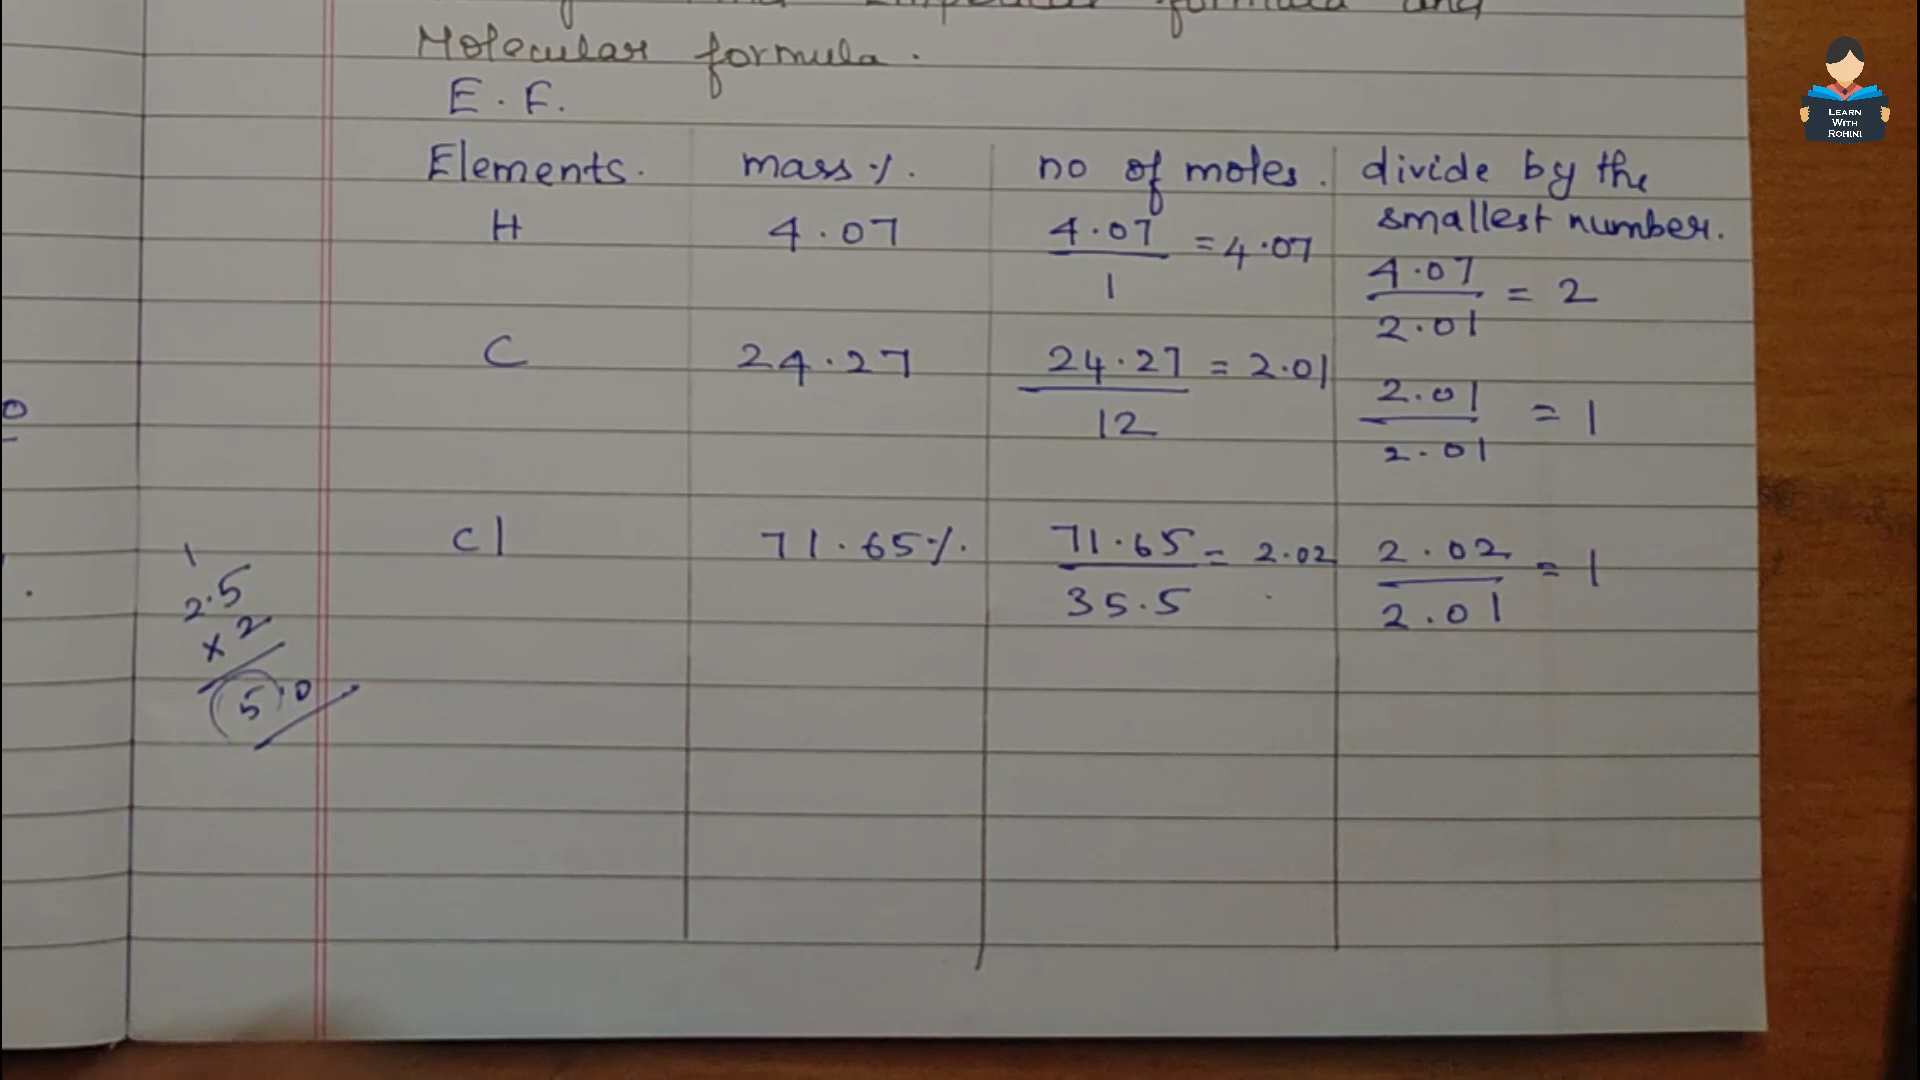 formula and
Molecular formula.
E.F.
Elements. mass %. no of moles. divide by the smallest number.
H 4.07 4.07 / 1 = 4.07 4.07 / 2.01 = 2
C 24.27 24.27 / 12 = 2.01 2.01 / 2.01 = 1
Cl 71.65%. 71.65 / 35.5 = 2.02 2.02 / 2.01 = 1
1
2.5
x 2
5.0
LEARN
WITH
ROHINI